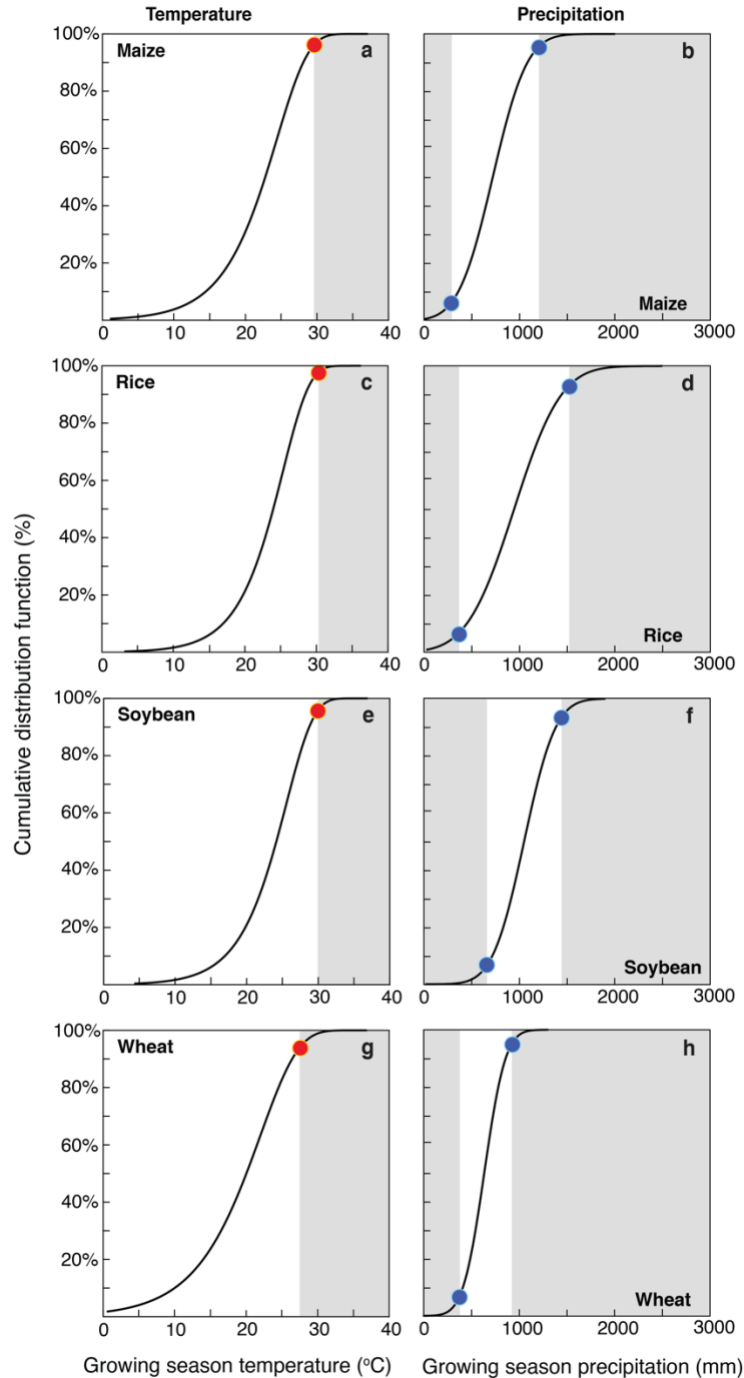 Temperature Precipitation
100% Maize a b
80%
60%
40%
20%
Maize
0 10 20 30 40 0 1000 2000 3000
100% Rice c d
80%
60%
40%
20%
Rice
0 10 20 30 40 0 1000 2000 3000
100% Soybean e f
80%
60%
40%
20%
Soybean
0 10 20 30 40 0 1000 2000 3000
100% Wheat g h
80%
60%
40%
20%
Wheat
0 10 20 30 40 0 1000 2000 3000
Cumulative distribution function (%)
Growing season temperature (°C) Growing season precipitation (mm)